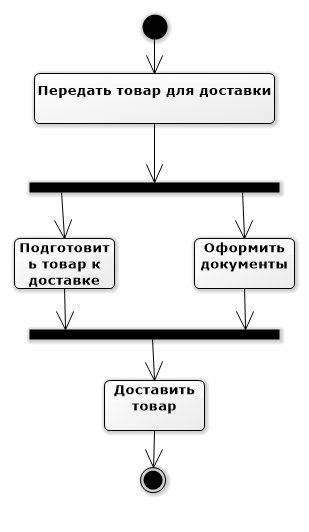 Передать товар для доставки
Подготовит
ь товар к
доставке
Оформить
документы
Доставить
товар